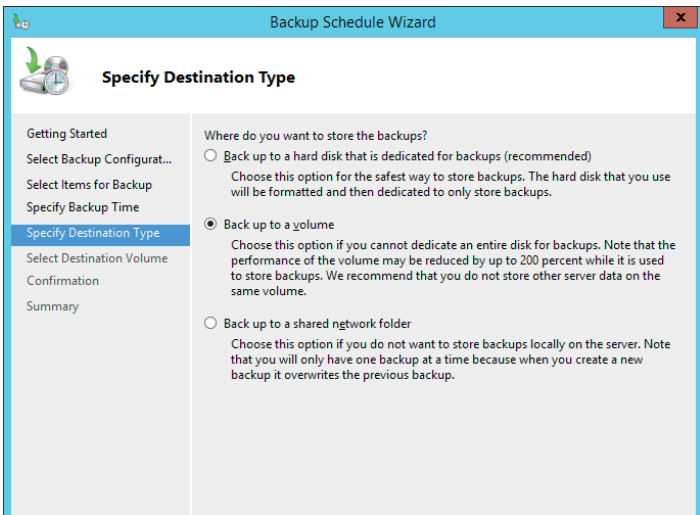 Backup Schedule Wizard
x
Specify Destination Type
Getting Started
Select Backup Configurat...
Select Items for Backup
Specify Backup Time
Specify Destination Type
Select Destination Volume
Confirmation
Summary
Where do you want to store the backups?
Back up to a hard disk that is dedicated for backups (recommended)
Choose this option for the safest way to store backups. The hard disk that you use
will be formatted and then dedicated to only store backups.
Back up to a volume
Choose this option if you cannot dedicate an entire disk for backups. Note that the
performance of the volume may be reduced by up to 200 percent while it is used
to store backups. We recommend that you do not store other server data on the
same volume.
Back up to a shared network folder
Choose this option if you do not want to store backups locally on the server. Note
that you will only have one backup at a time because when you create a new
backup it overwrites the previous backup.